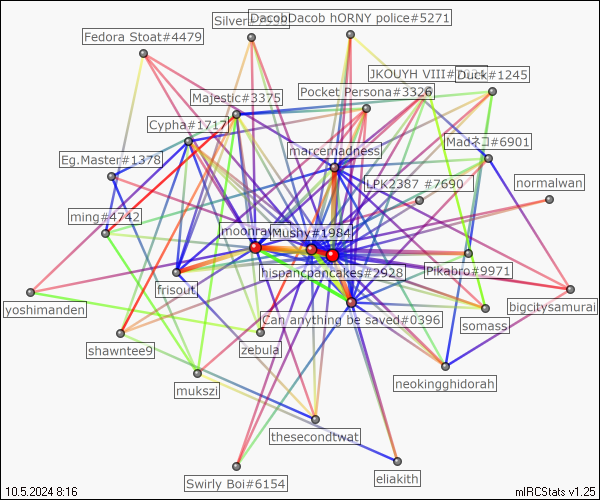 DacobDacob hORNY police#5271
Silver
Fedora Stoat#4479
JKOUYH VIII#
Duck#1245
Pocket Persona#3326
Majestic#3375
Cypha#1717
Madネコ#6901
marcemadness
Eg.Master#1378
LPK2387 #7690
normalwan
ming#4742
moonrav
Mushy#1984
hispancpancakes#2928
Pikabro#9971
frisout
bigcitysamurai
yoshimanden
Can anything be saved#0396
somass
shawntee9
zebula
mukszi
neokingghidorah
thesecondtwat
eliakith
Swirly Boi#6154
10.5.2024 8:16
mIRCStats v1.25